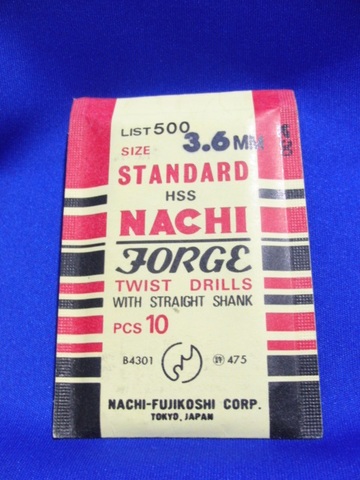 LIST 500
SIZE 3.6 MM
STANDARD
HSS
NACHI
FORGE
TWIST DRILLS
WITH STRAIGHT SHANK
PCS 10
B4301 475
NACHI-FUJIKOSHI CORP.
TOKYO, JAPAN